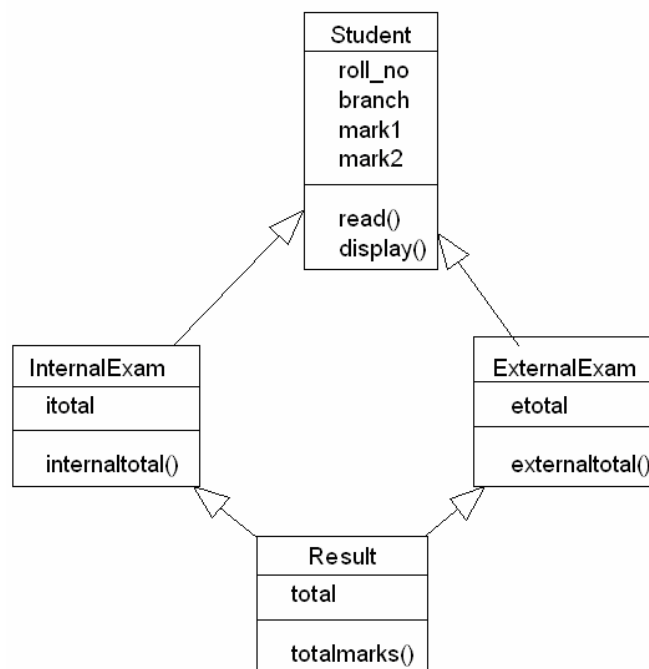 Student
roll_no
branch
mark1
mark2
read()
display()
InternalExam
itotal
internaltotal()
ExternalExam
etotal
externaltotal()
Result
total
totalmarks()